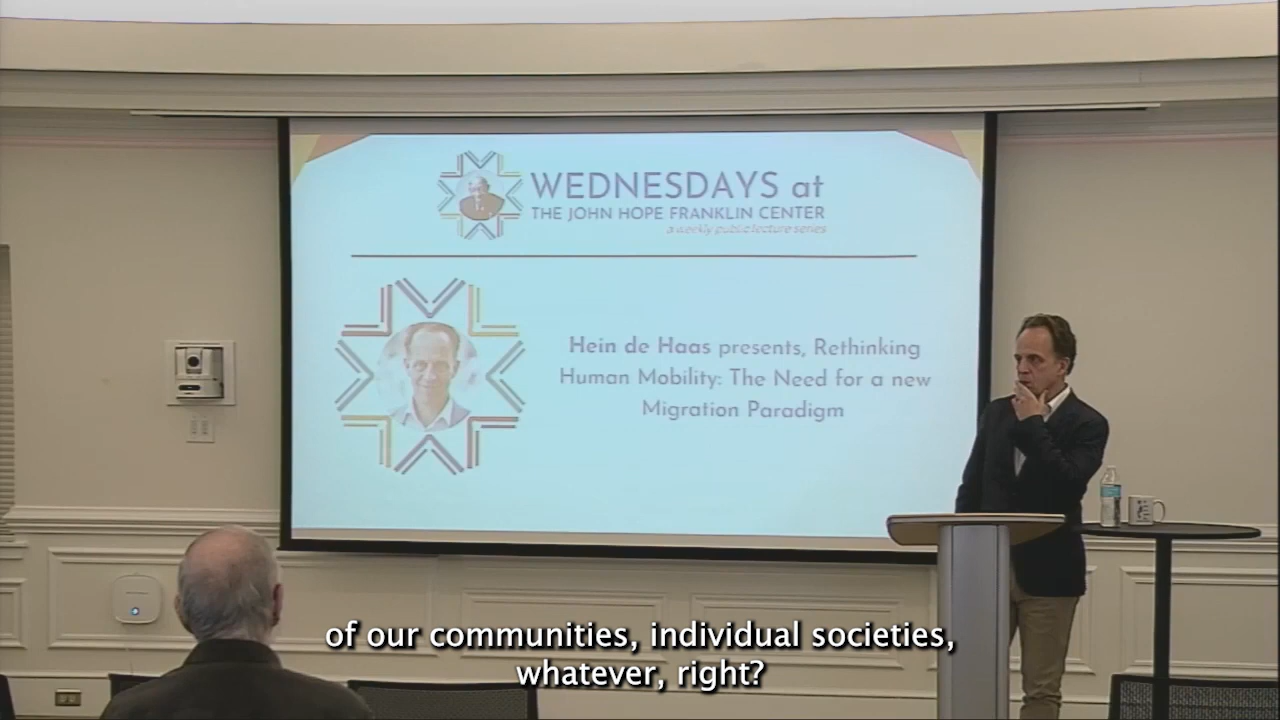 WEDNESDAYS at
THE JOHN HOPE FRANKLIN CENTER
a weekly public lecture series
Hein de Haas presents, Rethinking
Human Mobility: The Need for a new
Migration Paradigm
of our communities, individual societies,
whatever, right?